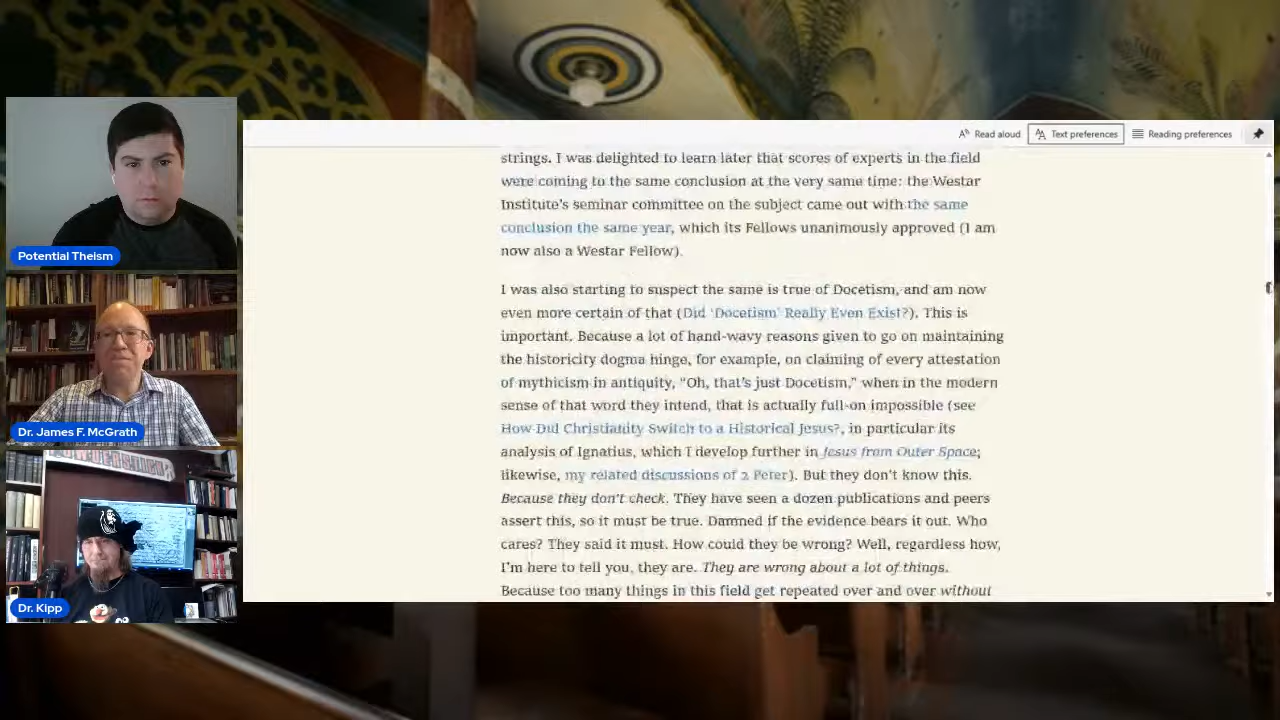 Potential Theism
Dr. James F. McGrath
Dr. Kipp
Read aloud
Text preferences
Reading preferences
strings. I was delighted to learn later that scores of experts in the field
were coming to the same conclusion at the very same time: the Westar
Institute's seminar committee on the subject came out with the same
conclusion the same year, which its Fellows unanimously approved (I am
now also a Westar Fellow).
I was also starting to suspect the same is true of Docetism, and am now
even more certain of that (Did 'Docetism' Really Even Exist?). This is
important. Because a lot of hand-wavy reasons given to go on maintaining
the historicity dogma hinge, for example, on claiming of every attestation
of mythicism in antiquity, "Oh, that's just Docetism," when in the modern
sense of that word they intend, that is actually full-on impossible (see
How Did Christianity Switch to a Historical Jesus?, in particular its
analysis of Ignatius, which I develop further in Jesus from Outer Space;
likewise, my related discussions of 2 Peter). But they don't know this.
Because they don't check. They have seen a dozen publications and peers
assert this, so it must be true. Damned if the evidence bears it out. Who
cares? They said it must. How could they be wrong? Well, regardless how,
I'm here to tell you, they are. They are wrong about a lot of things.
Because too many things in this field get repeated over and over without